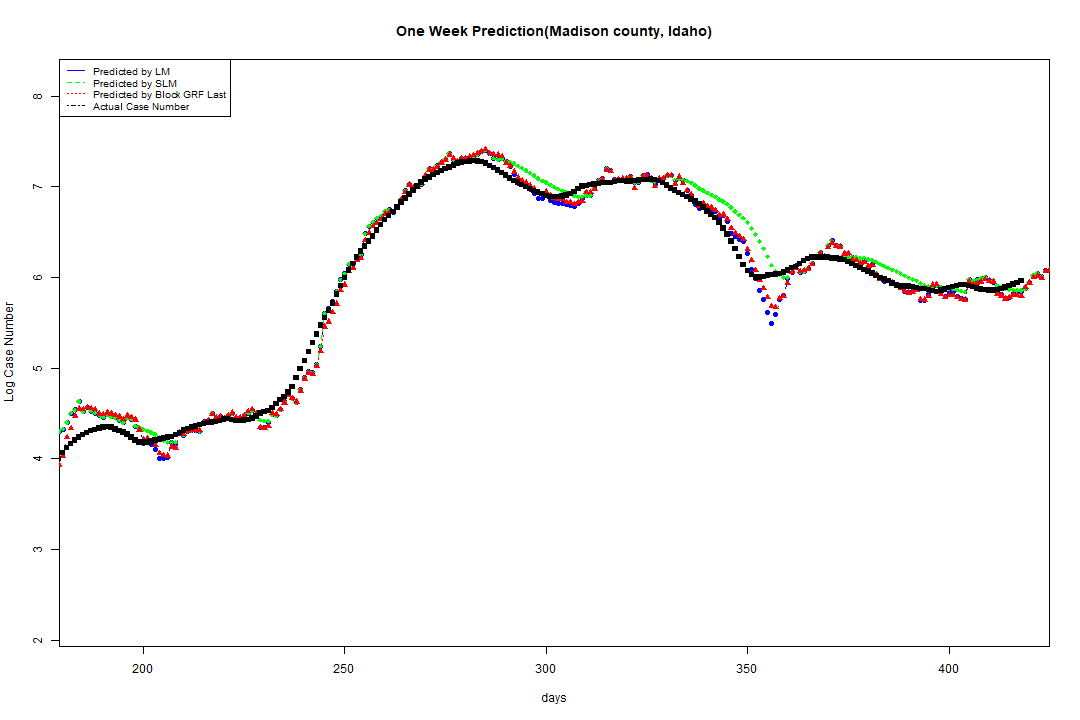 One Week Prediction(Madison county, Idaho)
Predicted by LM
Predicted by SLM
Predicted by Block GRF Last
Actual Case Number
Log Case Number
8
7
6
5
4
3
2
200 250 300 350 400
days